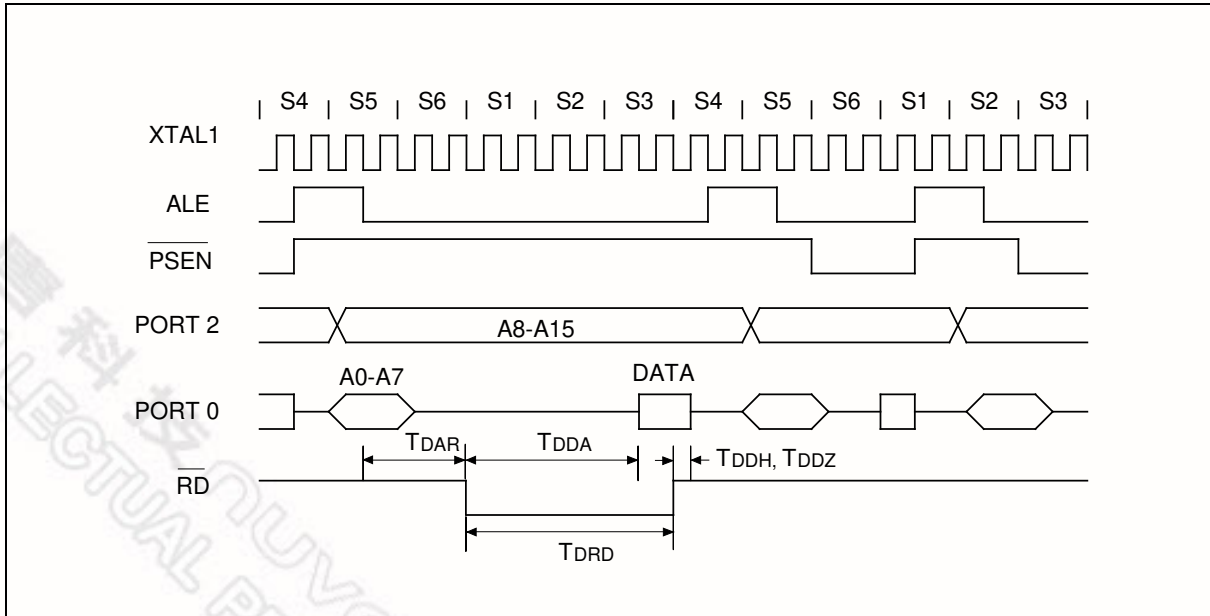 | S4 | S5 | S6 | S1 | S2 | S3 | S4 | S5 | S6 | S1 | S2 | S3 |
XTAL1
ALE
PSEN
PORT 2
A8-A15
A0-A7
DATA
PORT 0
TDAR
TDDA
TDDH, TDDZ
RD
TDRD